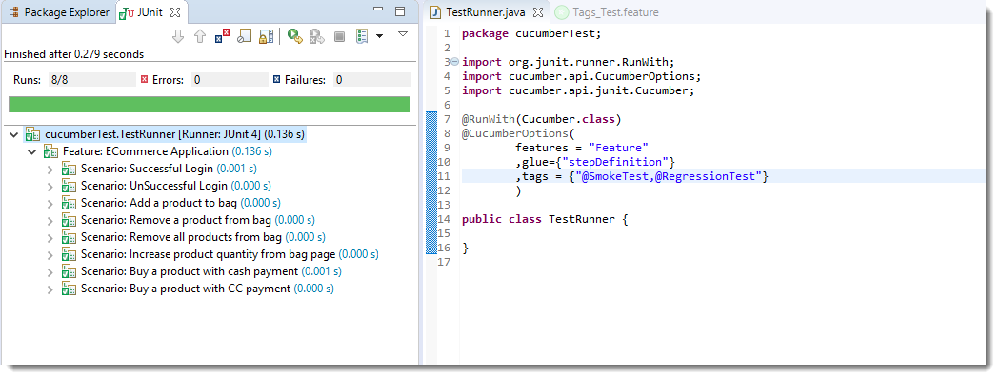 Package Explorer JUnit
Finished after 0.279 seconds
Runs: 8/8 Errors: 0 Failures: 0
cucumberTest.TestRunner [Runner: JUnit 4] (0.136 s)
Feature: ECommerce Application (0.136 s)
Scenario: Successful Login (0.001 s)
Scenario: UnSuccessful Login (0.000 s)
Scenario: Add a product to bag (0.000 s)
Scenario: Remove a product from bag (0.000 s)
Scenario: Remove all products from bag (0.000 s)
Scenario: Increase product quantity from bag page (0.000 s)
Scenario: Buy a product with cash payment (0.001 s)
Scenario: Buy a product with CC payment (0.000 s)
TestRunner.java Tags_Test.feature
1 package cucumberTest;
2
3 import org.junit.runner.RunWith;
4 import cucumber.api.CucumberOptions;
5 import cucumber.api.junit.Cucumber;
6
7 @RunWith(Cucumber.class)
8 @CucumberOptions(
9 features = "Feature"
10 ,glue={"stepDefinition"}
11 ,tags = {"@SmokeTest,@RegressionTest"}
12 )
13
14 public class TestRunner {
15
16 }
17